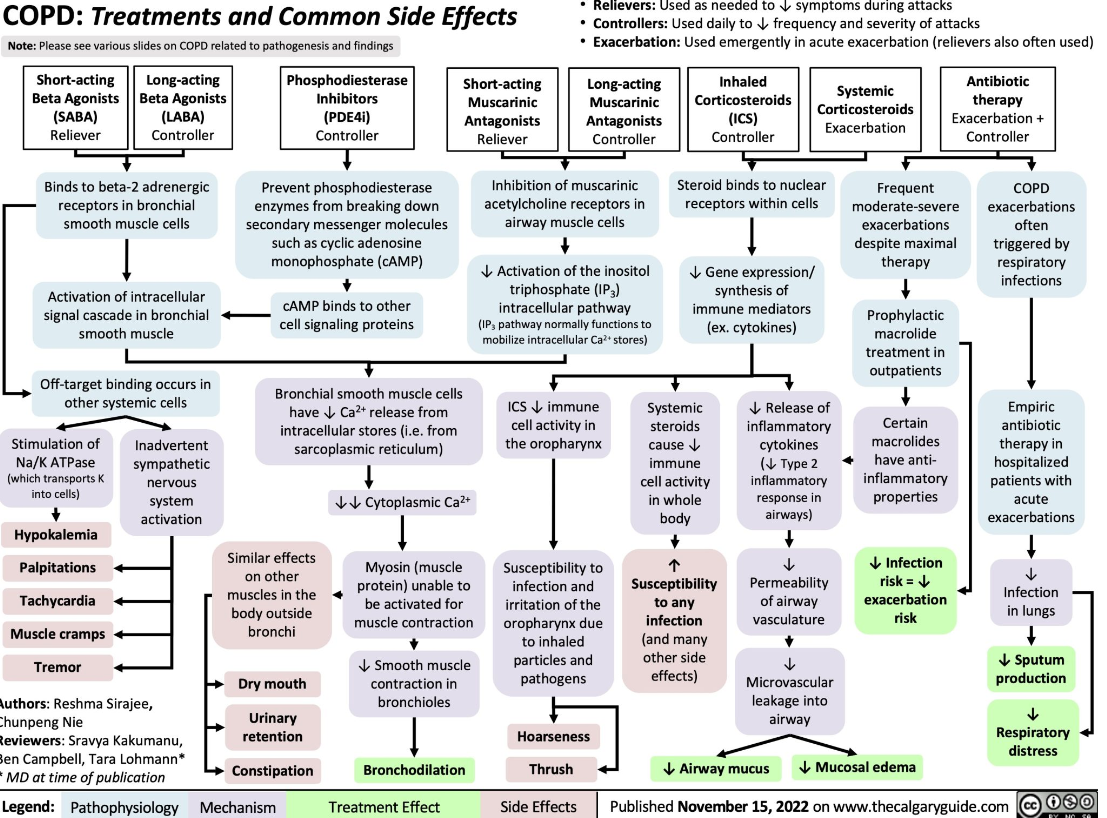 COPD: Treatments and Common Side Effects
Note: Please see various slides on COPD related to pathogenesis and findings
• Relievers: Used as needed to ↓ symptoms during attacks
• Controllers: Used daily to ↓ frequency and severity of attacks
• Exacerbation: Used emergently in acute exacerbation (relievers also often used)
Short-acting
Beta Agonists
(SABA)
Reliever
Long-acting
Beta Agonists
(LABA)
Controller
Phosphodiesterase
Inhibitors
(PDE4i)
Controller
Short-acting
Muscarinic
Antagonists
Reliever
Long-acting
Muscarinic
Antagonists
Controller
Inhaled
Corticosteroids
(ICS)
Controller
Systemic
Corticosteroids
Exacerbation
Antibiotic
therapy
Exacerbation +
Controller
Binds to beta-2 adrenergic
receptors in bronchial
smooth muscle cells
Prevent phosphodiesterase
enzymes from breaking down
secondary messenger molecules
such as cyclic adenosine
monophosphate (cAMP)
Inhibition of muscarinic
acetylcholine receptors in
airway muscle cells
Steroid binds to nuclear
receptors within cells
Frequent
moderate-severe
exacerbations
despite maximal
therapy
COPD
exacerbations
often
triggered by
respiratory
infections
Activation of intracellular
signal cascade in bronchial
smooth muscle
cAMP binds to other
cell signaling proteins
↓ Activation of the inositol
triphosphate (IP₃)
intracellular pathway
(IP₃ pathway normally functions to
mobilize intracellular Ca²⁺ stores)
↓ Gene expression/
synthesis of
immune mediators
(ex. cytokines)
Prophylactic
macrolide
treatment in
outpatients
Off-target binding occurs in
other systemic cells
Bronchial smooth muscle cells
have ↓ Ca²⁺ release from
intracellular stores (i.e. from
sarcoplasmic reticulum)
ICS ↓ immune
cell activity in
the oropharynx
Systemic
steroids
cause ↓
immune
cell activity
in whole
body
↓ Release of
inflammatory
cytokines
(↓ Type 2
inflammatory
response in
airways)
Certain
macrolides
have anti-
inflammatory
properties
Empiric
antibiotic
therapy in
hospitalized
patients with
acute
exacerbations
Stimulation of
Na/K ATPase
(which transports K
into cells)
Inadvertent
sympathetic
nervous
system
activation
↓↓ Cytoplasmic Ca²⁺
Hypokalemia
Palpitations
Tachycardia
Muscle cramps
Tremor
Similar effects
on other
muscles in the
body outside
bronchi
Myosin (muscle
protein) unable to
be activated for
muscle contraction
Susceptibility to
infection and
irritation of the
oropharynx due
to inhaled
particles and
pathogens
↑
Susceptibility
to any
infection
(and many
other side
effects)
↓
Permeability
of airway
vasculature
↓ Infection
risk = ↓
exacerbation
risk
↓
Infection
in lungs
↓ Smooth muscle
contraction in
bronchioles
↓
Microvascular
leakage into
airway
↓ Sputum
production
↓
Respiratory
distress
Dry mouth
Urinary
retention
Constipation
Bronchodilation
Hoarseness
Thrush
↓ Airway mucus
↓ Mucosal edema
Authors: Reshma Sirajee,
Chunpeng Nie
Reviewers: Sravya Kakumanu,
Ben Campbell, Tara Lohmann*
* MD at time of publication
Legend: Pathophysiology Mechanism Treatment Effect Side Effects
Published November 15, 2022 on www.thecalgaryguide.com
cc
BY NC SA